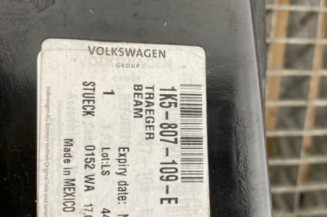 VOLKSWAGEN
GROUP
1K5-807-109-E
TRAEGER
BEAM
Expiry date:
1
Lot:LS
STUECK
0152 WA
Made in MEXICO